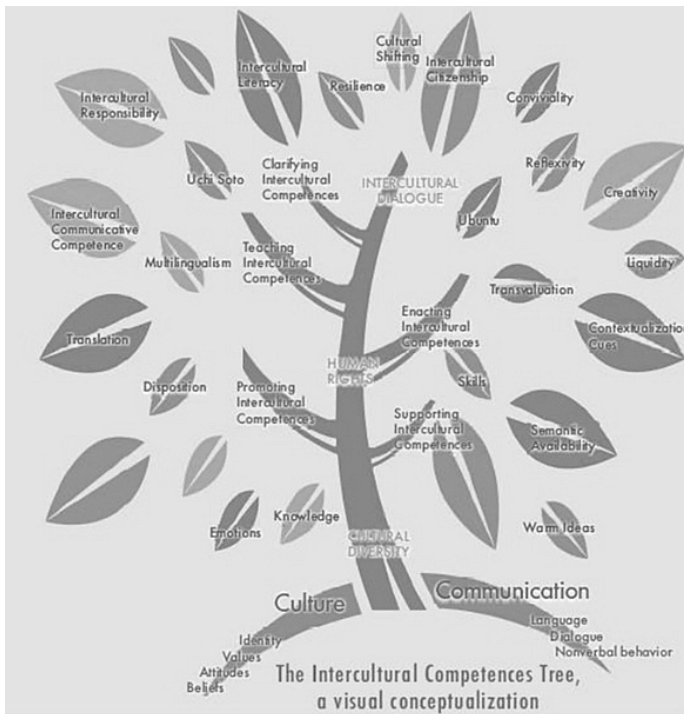 Cultural
Shifting
Intercultural
Citizenship
Intercultural
Literacy
Resilience
Conviviality
Intercultural
Responsibility
Clarifying
Intercultural
Competences
Uchi Soto
INTERCULTURAL
DIALOGUE
Reflexivity
Creativity
Ubuntu
Intercultural
Communicative
Competence
Multilingualism
Teaching
Intercultural
Competences
Liquidity
Transvaluation
Translation
Enacting
Intercultural
Competences
Contextualization
Cues
HUMAN
RIGHTS
Disposition
Promoting
Intercultural
Competences
Skills
Supporting
Intercultural
Competences
Semantic
Availability
Emotions
Knowledge
Warm Ideas
CULTURAL
DIVERSITY
Culture
Communication
Identity
Values
Attitudes
Beliefs
Language
Dialogue
Nonverbal behavior
The Intercultural Competences Tree,
a visual conceptualization